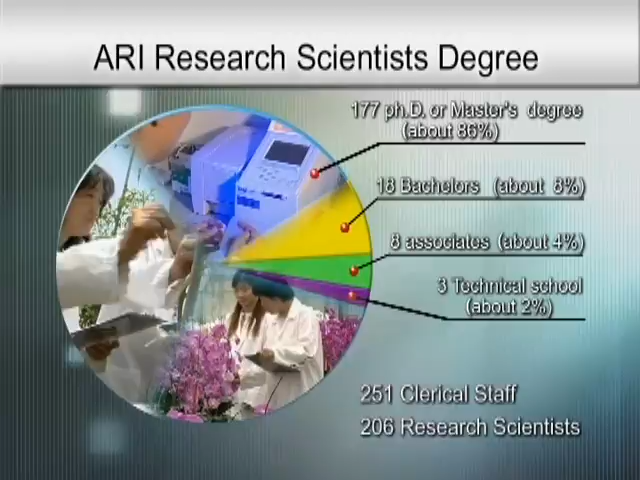 ARI Research Scientists Degree
177 ph.D. or Master's degree
(about 86%)
18 Bachelors (about 8%)
8 associates (about 4%)
3 Technical school
(about 2%)
251 Clerical Staff
206 Research Scientists